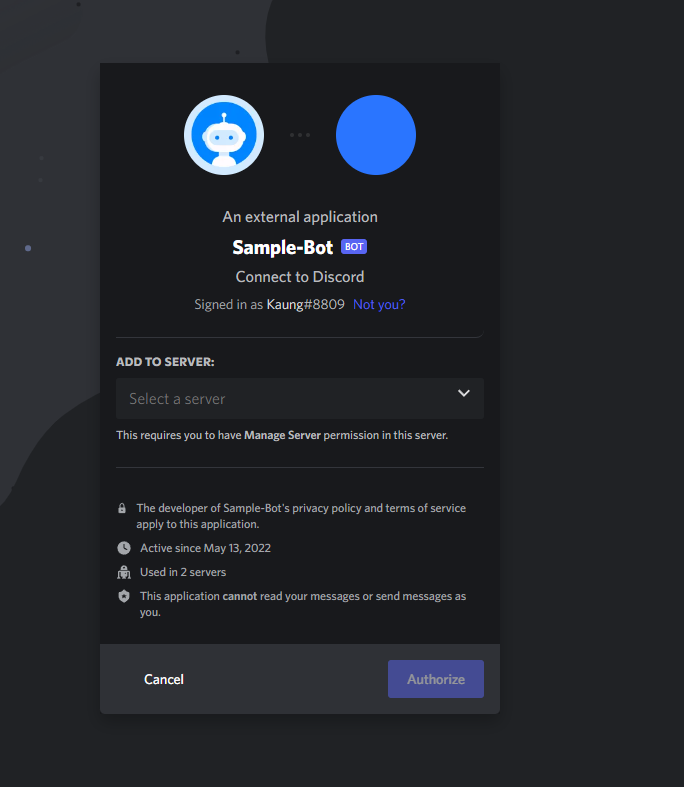 An external application
Sample-Bot BOT
Connect to Discord
Signed in as Kaung#8809 Not you?
ADD TO SERVER:
Select a server
This requires you to have Manage Server permission in this server.
The developer of Sample-Bot's privacy policy and terms of service
apply to this application.
Active since May 13, 2022
Used in 2 servers
This application cannot read your messages or send messages as
you.
Cancel
Authorize